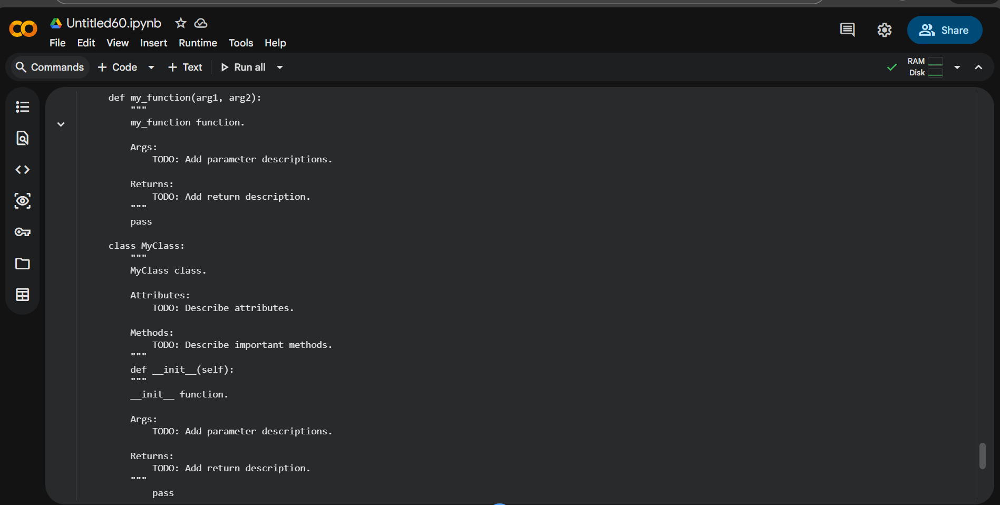 Untitled60.ipynb
File Edit View Insert Runtime Tools Help
Share
Commands + Code + Text Run all
RAM
Disk
def my_function(arg1, arg2):
    """
    my_function function.

    Args:
        TODO: Add parameter descriptions.

    Returns:
        TODO: Add return description.
    """
    pass

class MyClass:
    """
    MyClass class.

    Attributes:
        TODO: Describe attributes.

    Methods:
        TODO: Describe important methods.
    """
    def __init__(self):
    """
    __init__ function.

    Args:
        TODO: Add parameter descriptions.

    Returns:
        TODO: Add return description.
    """
        pass